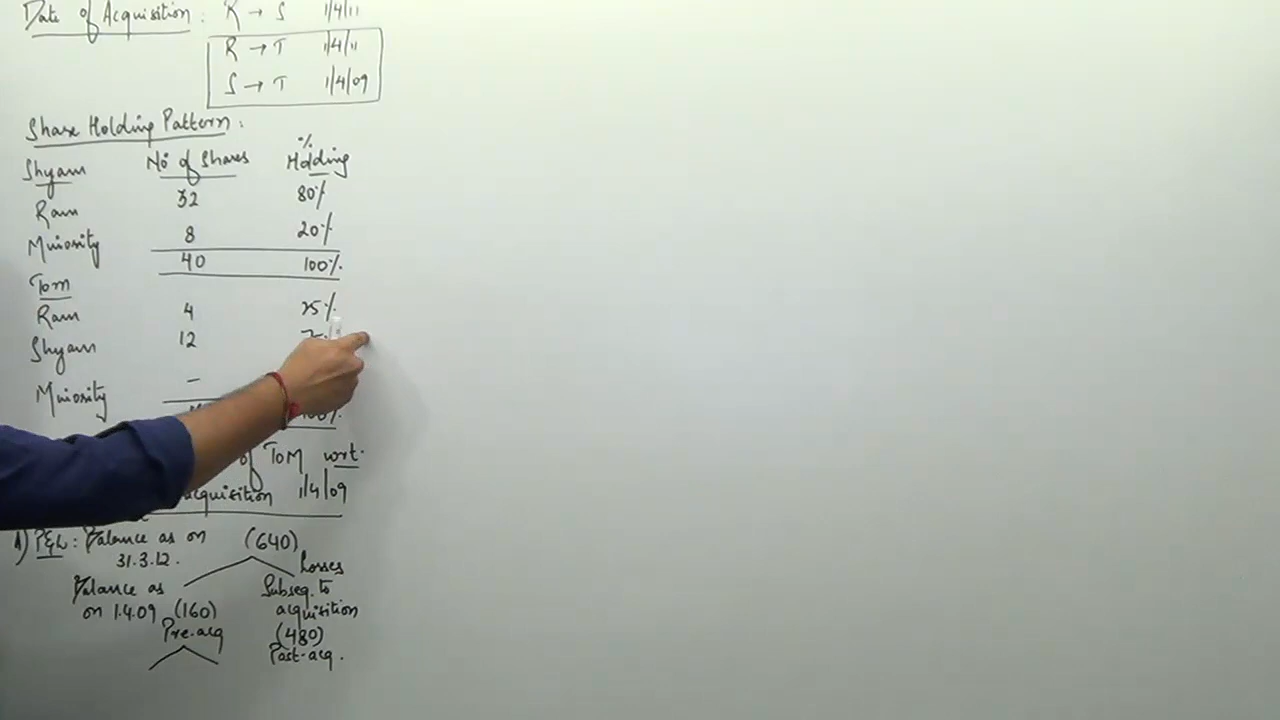 Date of Acquisition: R → S 1/4/11
R → T 1/4/11
S → T 1/4/09
Share Holding Pattern:
Shyam No of Shares % Holding
Ram 32 80%
Minority 8 20%
40 100%
Tom
Ram 4 25%
Shyam 12
Minority –
100%
of TOM wrt.
acquisition 1/4/09
A) P&L: Balance as on (640)
31.3.12.
Losses
Balance as Subseq. to
on 1.4.09 (160) acquisition
Pre-acq (480)
Post-acq.